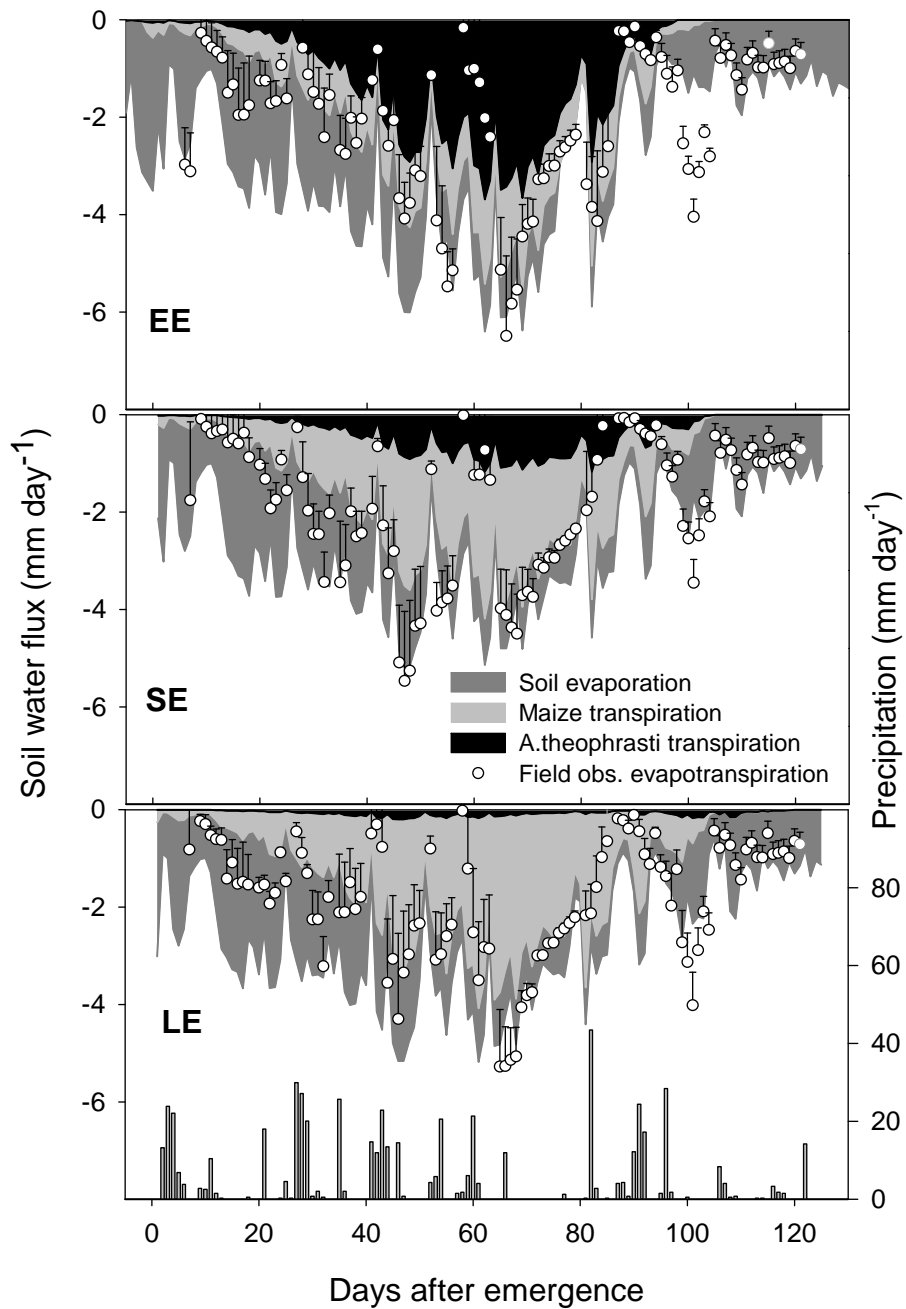 0
-2
-4
-6
EE
0
-2
-4
-6
SE
Soil evaporation
Maize transpiration
A.theophrasti transpiration
Field obs. evapotranspiration
Soil water flux (mm day-1)
Precipitation (mm day-1)
0
-2
-4
-6
LE
80
60
40
20
0
0 20 40 60 80 100 120
Days after emergence